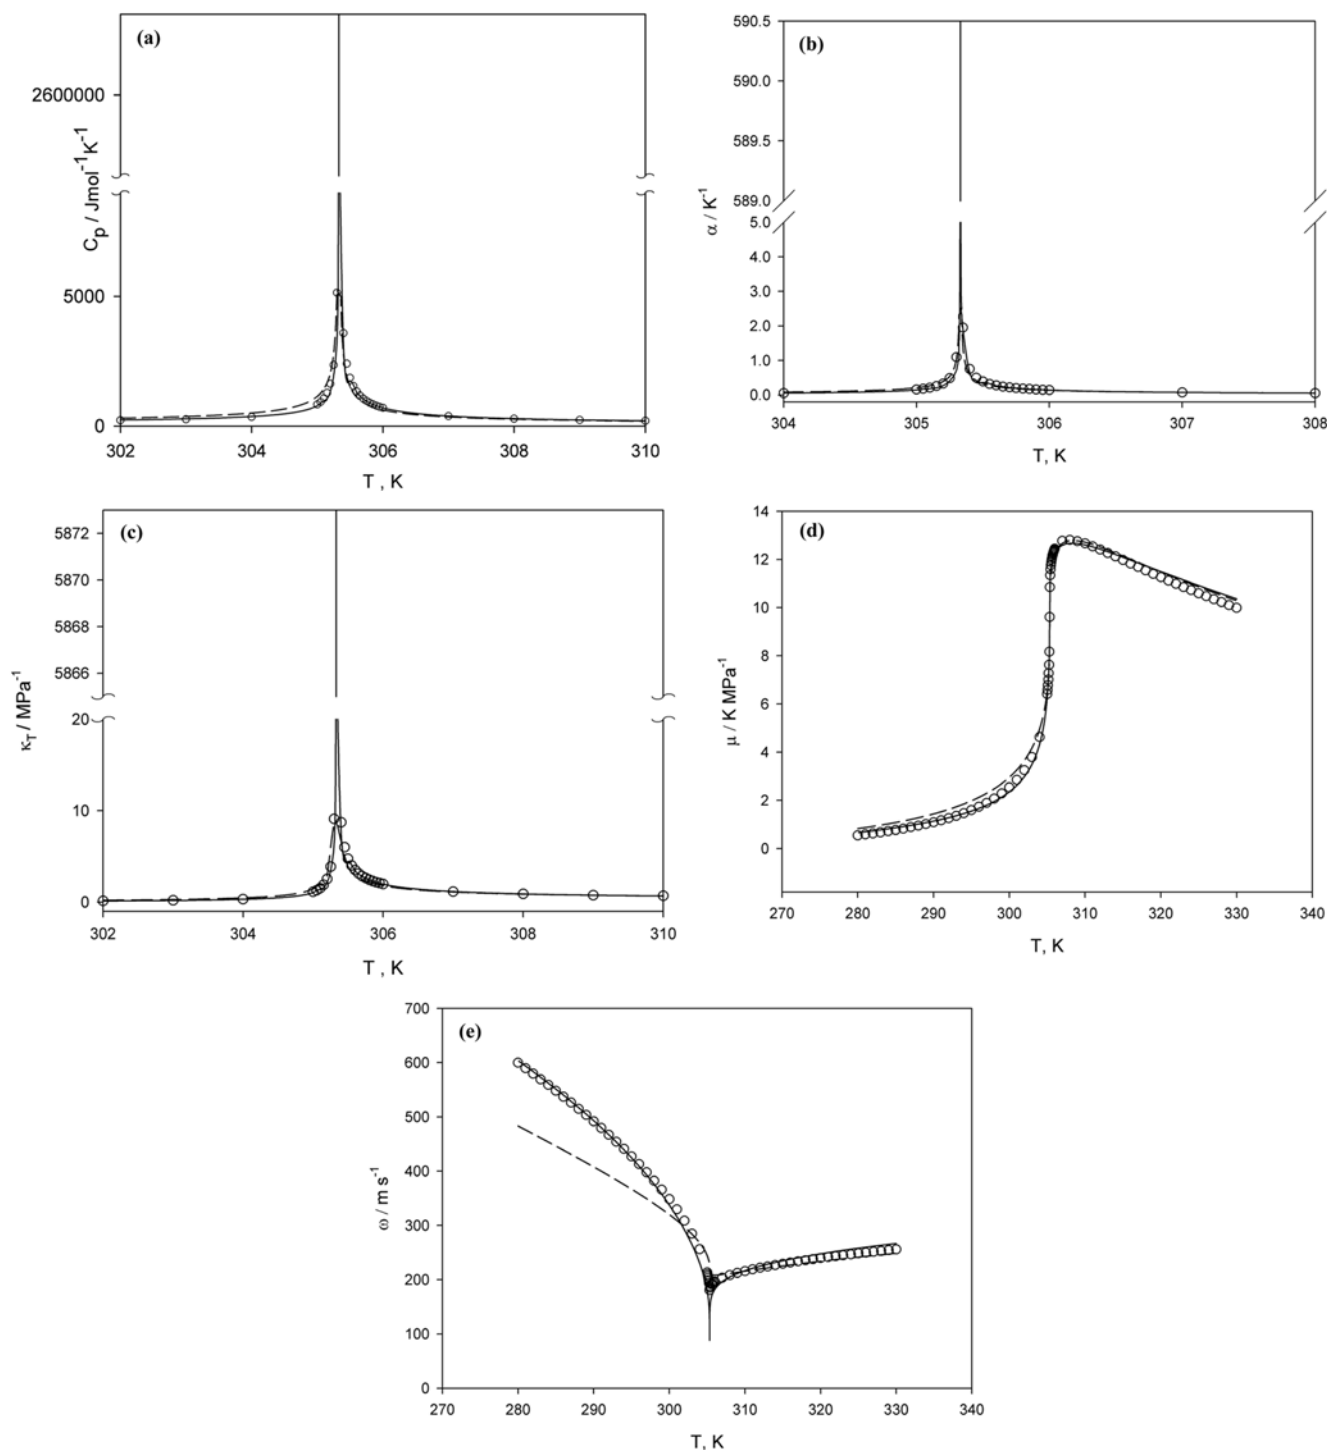 (a)
2600000
5000
0
C_p / Jmol⁻¹K⁻¹
302 304 306 308 310
T , K
(b)
590.5
590.0
589.5
589.0
5.0
4.0
3.0
2.0
1.0
0.0
α / K⁻¹
304 305 306 307 308
T, K
(c)
5872
5870
5868
5866
20
10
0
κ_T / MPa⁻¹
302 304 306 308 310
T , K
(d)
14
12
10
8
6
4
2
0
μ / K MPa⁻¹
270 280 290 300 310 320 330 340
T, K
(e)
700
600
500
400
300
200
100
0
ω / m s⁻¹
270 280 290 300 310 320 330 340
T, K